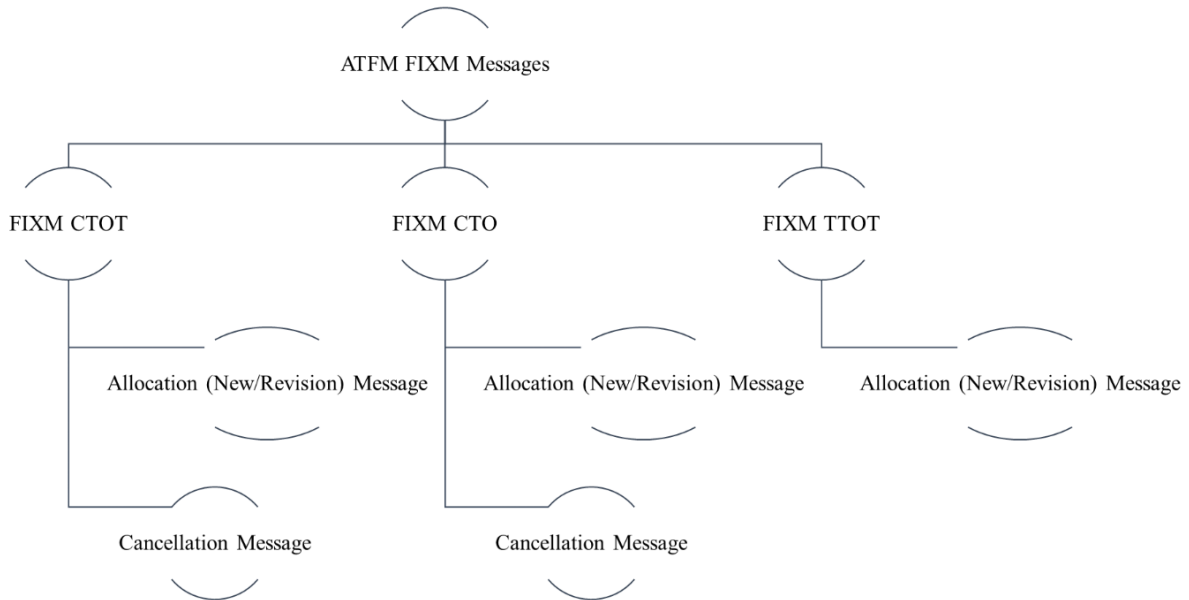 ATFM FIXM Messages
FIXM CTOT
FIXM CTO
FIXM TTOT
Allocation (New/Revision) Message
Allocation (New/Revision) Message
Allocation (New/Revision) Message
Cancellation Message
Cancellation Message